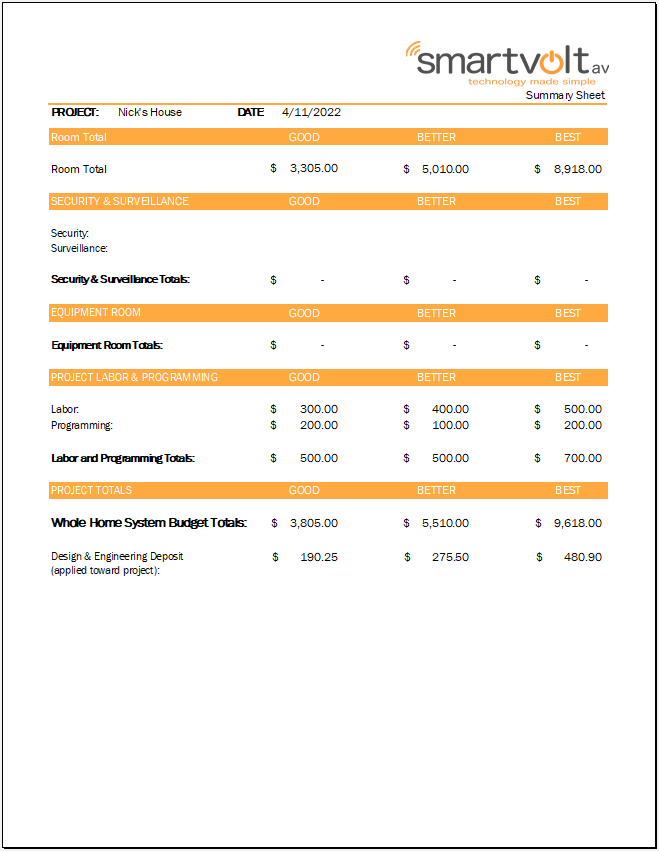 smartvolt av
technology made simple
Summary Sheet
PROJECT: Nick's House DATE 4/11/2022
Room Total GOOD BETTER BEST
Room Total $ 3,305.00 $ 5,010.00 $ 8,918.00
SECURITY & SURVEILLANCE GOOD BETTER BEST
Security:
Surveillance:
Security & Surveillance Totals: $ - $ - $ -
EQUIPMENT ROOM GOOD BETTER BEST
Equipment Room Totals: $ - $ - $ -
PROJECT LABOR & PROGRAMMING GOOD BETTER BEST
Labor: $ 300.00 $ 400.00 $ 500.00
Programming: $ 200.00 $ 100.00 $ 200.00
Labor and Programming Totals: $ 500.00 $ 500.00 $ 700.00
PROJECT TOTALS GOOD BETTER BEST
Whole Home System Budget Totals: $ 3,805.00 $ 5,510.00 $ 9,618.00
Design & Engineering Deposit $ 190.25 $ 275.50 $ 480.90
(applied toward project):